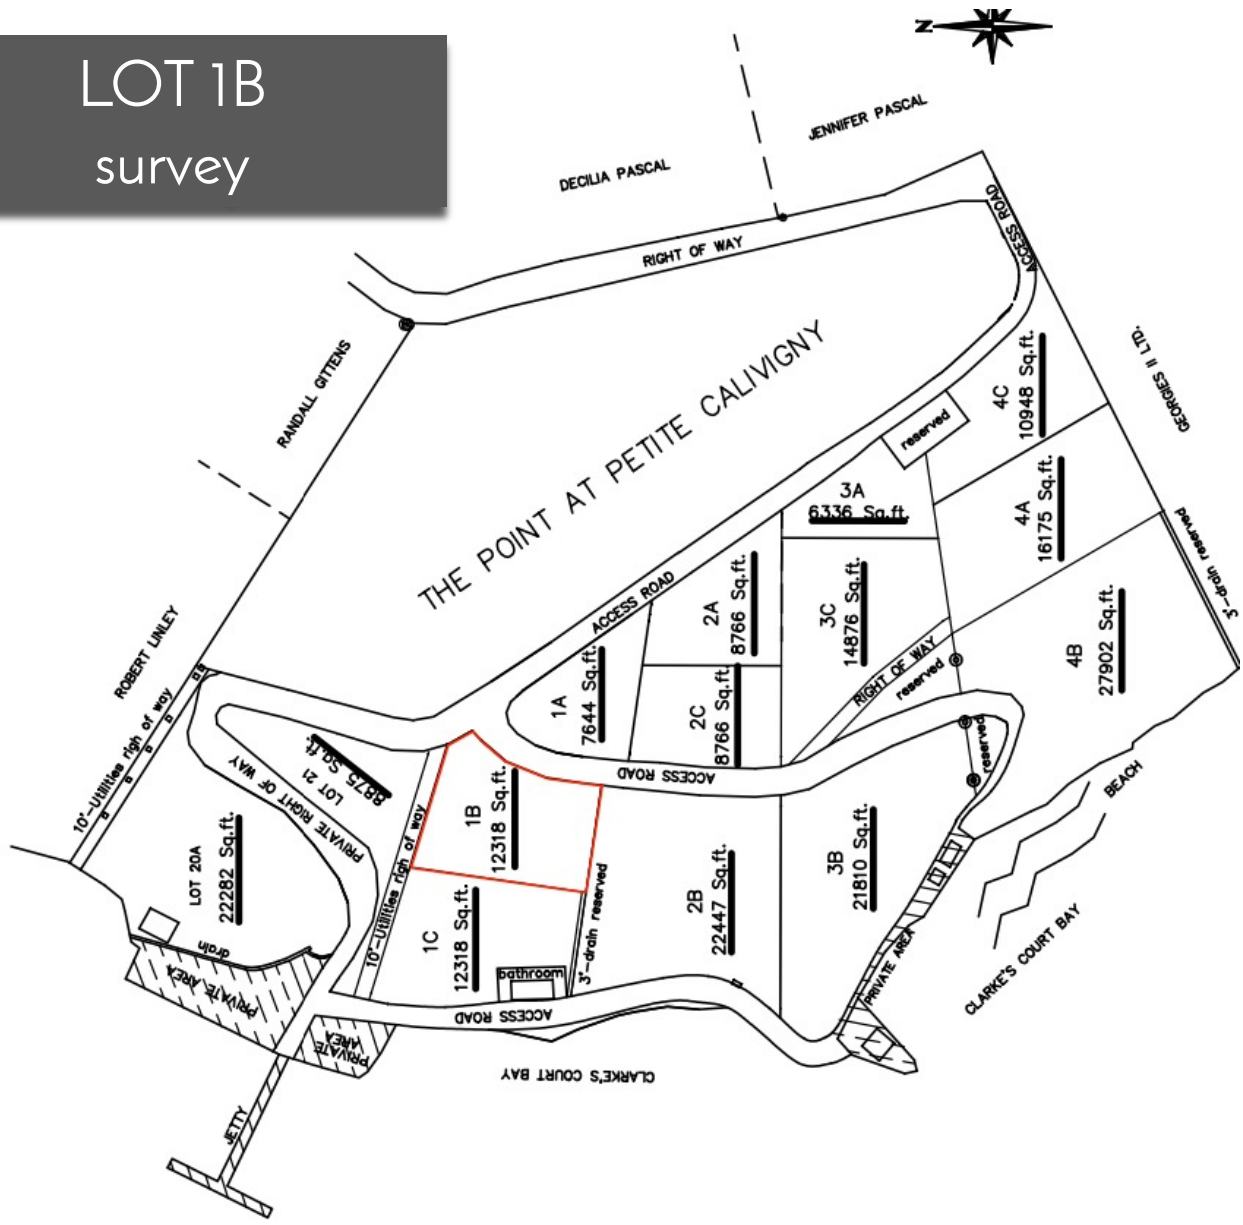 LOT 1B
survey
N
JENNIFER PASCAL
DECILIA PASCAL
RIGHT OF WAY
ACCESS ROAD
RANDALL GITTENS
GEORGIES II LTD.
THE POINT AT PETITE CALIVIGNY
4C
10948 Sq.ft.
reserved
3A
6336 Sq.ft.
4A
16175 Sq.ft.
3'-drain reserved
ACCESS ROAD
2A
8766 Sq.ft.
3C
14876 Sq.ft.
4B
27902 Sq.ft.
ROBERT LINLEY
10'-Utilities righ of way
1A
7644 Sq.ft.
2C
8766 Sq.ft.
RIGHT OF WAY
reserved
reserved
LOT 21
8875 Sq.ft.
PRIVATE RIGHT OF WAY
ACCESS ROAD
BEACH
1B
12318 Sq.ft.
10'-Utilities righ of way
LOT 20A
22282 Sq.ft.
3B
21810 Sq.ft.
2B
22447 Sq.ft.
1C
12318 Sq.ft.
3'-drain reserved
bathroom
drain
PRIVATE AREA
PRIVATE AREA
CLARKE'S COURT BAY
ACCESS ROAD
PRIVATE
AREA
CLARKE'S COURT BAY
JETTY